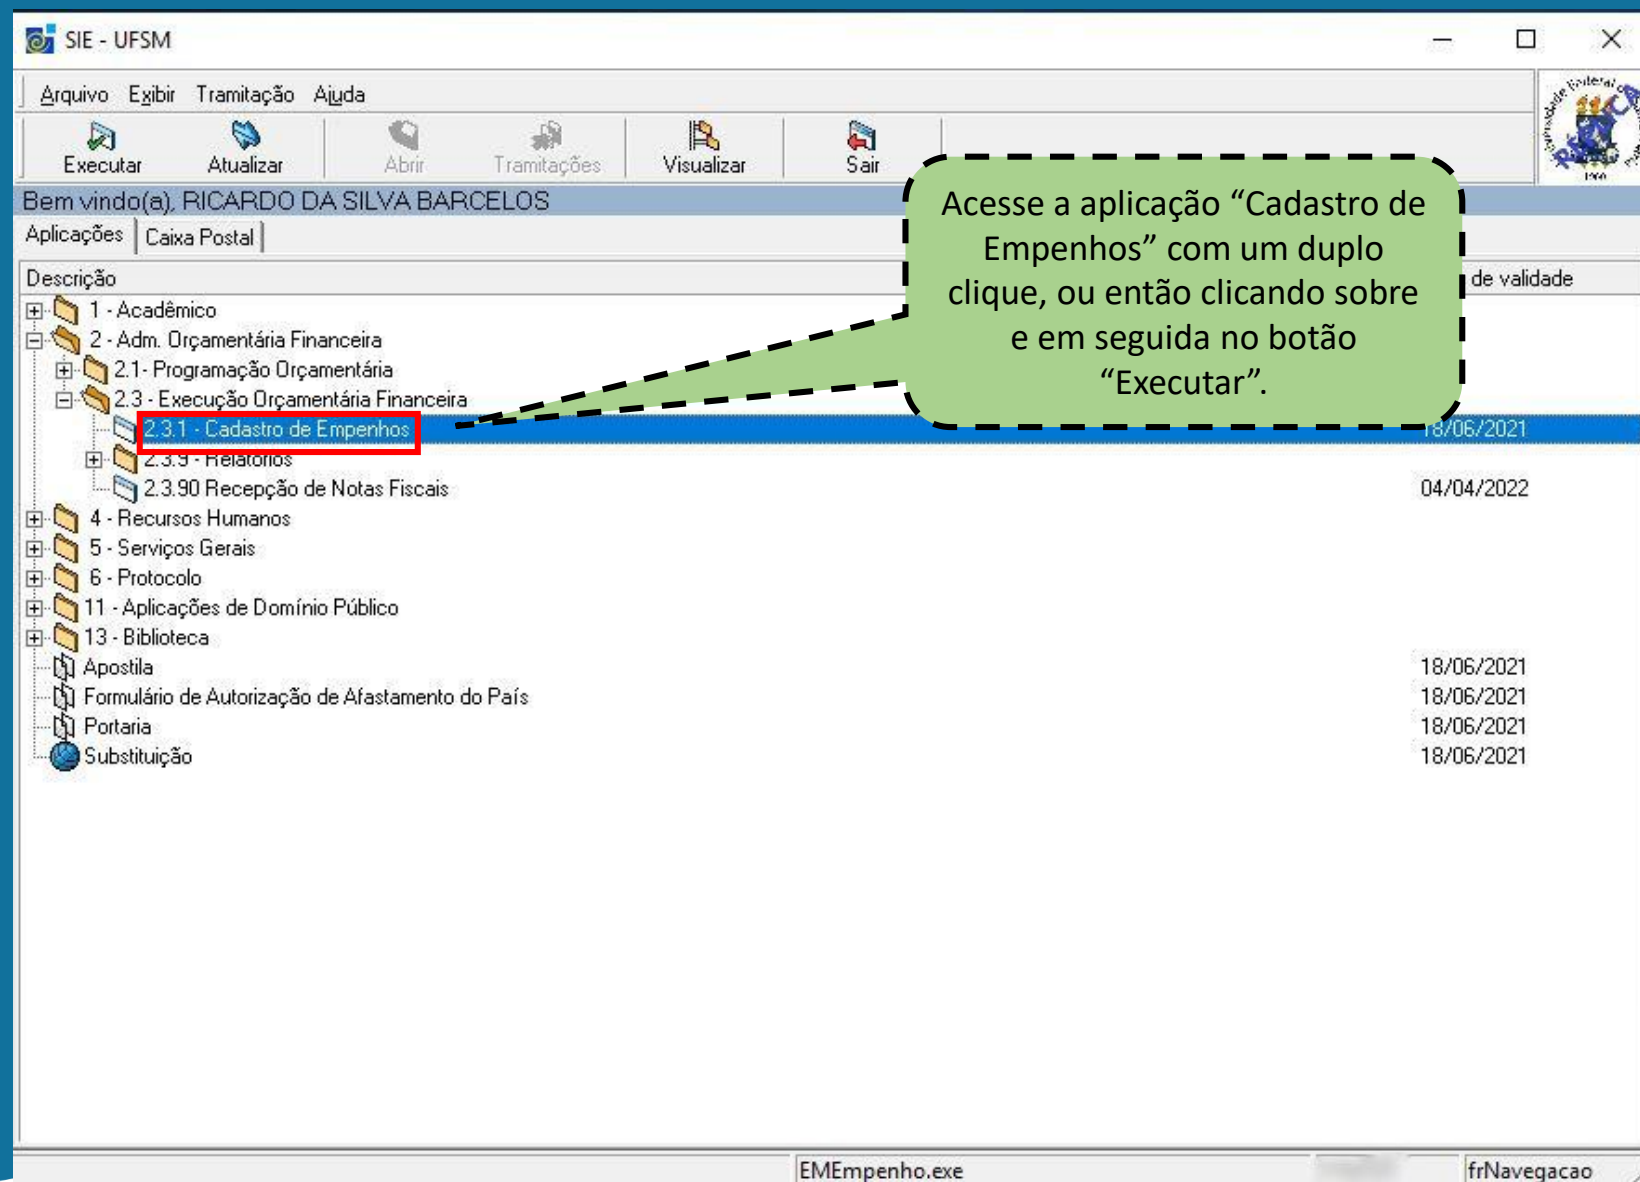 SIE - UFSM
Arquivo Exibir Tramitação Ajuda
Executar Atualizar Abrir Tramitações Visualizar Sair
Bem vindo(a), RICARDO DA SILVA BARCELOS
Aplicações Caixa Postal
Acesse a aplicação “Cadastro de
Empenhos” com um duplo
clique, ou então clicando sobre
e em seguida no botão
“Executar”.
Descrição de validade
1 - Acadêmico
2 - Adm. Orçamentária Financeira
2.1- Programação Orçamentária
2.3 - Execução Orçamentária Financeira
2.3.1 - Cadastro de Empenhos 18/06/2021
2.3.9 - Relatórios
2.3.90 Recepção de Notas Fiscais 04/04/2022
4 - Recursos Humanos
5 - Serviços Gerais
6 - Protocolo
11 - Aplicações de Domínio Público
13 - Biblioteca
Apostila 18/06/2021
Formulário de Autorização de Afastamento do País 18/06/2021
Portaria 18/06/2021
Substituição 18/06/2021
EMEmpenho.exe frNavegacao